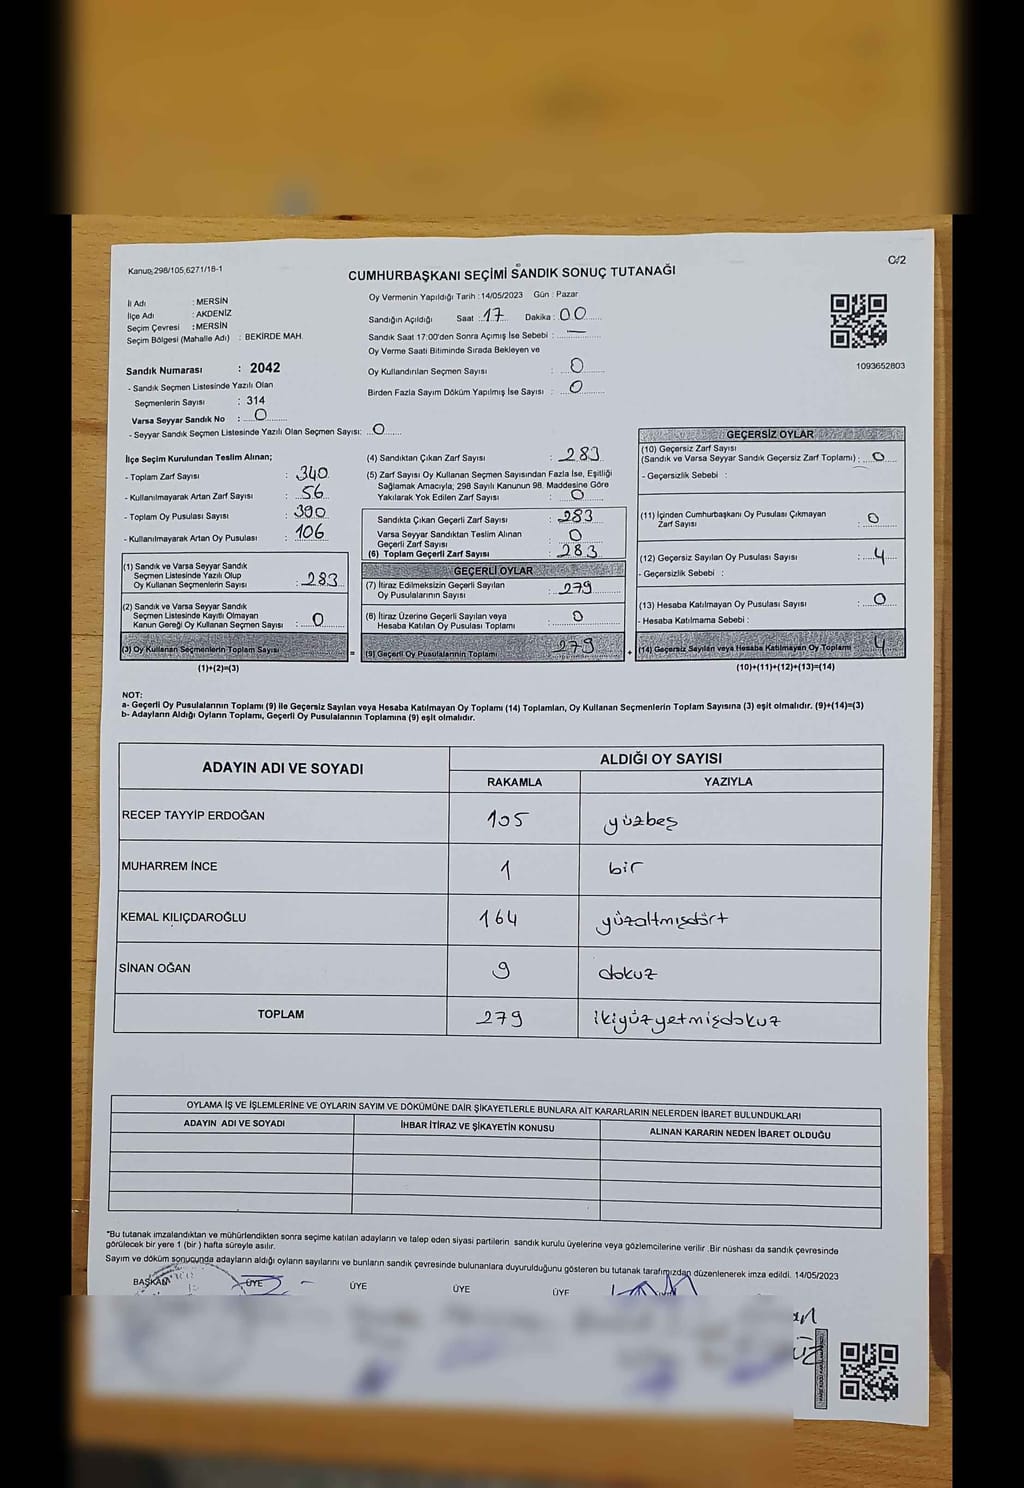 Kanun 298/105,6271/18-1
C/2
CUMHURBAŞKANI SEÇİMİ SANDIK SONUÇ TUTANAĞI
İl Adı : MERSİN
İlçe Adı : AKDENİZ
Seçim Çevresi : MERSİN
Seçim Bölgesi (Mahalle Adı) : BEKİRDE MAH.
Sandık Numarası : 2042
- Sandık Seçmen Listesinde Yazılı Olan
Seçmenlerin Sayısı : 314
Varsa Seyyar Sandık No : 0
- Seyyar Sandık Seçmen Listesinde Yazılı Olan Seçmen Sayısı: 0
Oy Vermenin Yapıldığı Tarih : 14/05/2023 Gün : Pazar
Sandığın Açıldığı Saat : 17 Dakika : 00
Sandık Saat 17:00'den Sonra Açımış İse Sebebi : —
Oy Verme Saati Bitiminde Sırada Bekleyen ve
Oy Kullandırılan Seçmen Sayısı : 0
Birden Fazla Sayım Döküm Yapılmış İse Sayısı : 0
1093652803
İlçe Seçim Kurulundan Teslim Alınan;
- Toplam Zarf Sayısı : 340
- Kullanılmayarak Artan Zarf Sayısı : 56
- Toplam Oy Pusulası Sayısı : 390
- Kullanılmayarak Artan Oy Pusulası : 106
(1) Sandık ve Varsa Seyyar Sandık
Seçmen Listesinde Yazılı Olup
Oy Kullanan Seçmenlerin Sayısı : 283
(2) Sandık ve Varsa Seyyar Sandık
Seçmen Listesinde Kayıtlı Olmayan
Kanun Gereği Oy Kullanan Seçmen Sayısı : 0
(3) Oy Kullanan Seçmenlerin Toplam Sayısı
(1)+(2)=(3)
(4) Sandıktan Çıkan Zarf Sayısı : 283
(5) Zarf Sayısı Oy Kullanan Seçmen Sayısından Fazla İse, Eşitliği
Sağlamak Amacıyla; 298 Sayılı Kanunun 98. Maddesine Göre
Yakılarak Yok Edilen Zarf Sayısı : 0
Sandıkta Çıkan Geçerli Zarf Sayısı : 283
Varsa Seyyar Sandıktan Teslim Alınan
Geçerli Zarf Sayısı : 0
(6) Toplam Geçerli Zarf Sayısı : 283
GEÇERLİ OYLAR
(7) İtiraz Edilmeksizin Geçerli Sayılan
Oy Pusulalarının Sayısı : 279
(8) İtiraz Üzerine Geçerli Sayılan veya
Hesaba Katılan Oy Pusulası Toplamı : 0
= (9) Geçerli Oy Pusulalarının Toplamı 279 +
GEÇERSİZ OYLAR
(10) Geçersiz Zarf Sayısı
(Sandık ve Varsa Seyyar Sandık Geçersiz Zarf Toplamı) : 0
- Geçersizlik Sebebi :
(11) İçinden Cumhurbaşkanı Oy Pusulası Çıkmayan
Zarf Sayısı : 0
(12) Geçersiz Sayılan Oy Pusulası Sayısı : 4
- Geçersizlik Sebebi :
(13) Hesaba Katılmayan Oy Pusulası Sayısı : 0
- Hesaba Katılmama Sebebi :
(14) Geçersiz Sayılan veya Hesaba Katılmayan Oy Toplamı 4
(10)+(11)+(12)+(13)=(14)
NOT:
a- Geçerli Oy Pusulalarının Toplamı (9) ile Geçersiz Sayılan veya Hesaba Katılmayan Oy Toplamı (14) Toplamları, Oy Kullanan Seçmenlerin Toplam Sayısına (3) eşit olmalıdır. (9)+(14)=(3)
b- Adayların Aldığı Oyların Toplamı, Geçerli Oy Pusulalarının Toplamına (9) eşit olmalıdır.
ADAYIN ADI VE SOYADI
ALDIĞI OY SAYISI
RAKAMLA YAZIYLA
RECEP TAYYİP ERDOĞAN 105 yüzbeş
MUHARREM İNCE 1 bir
KEMAL KILIÇDAROĞLU 164 yüzaltmışdört
SİNAN OĞAN 9 dokuz
TOPLAM 279 ikiyüzyetmişdokuz
OYLAMA İŞ VE İŞLEMLERİNE VE OYLARIN SAYIM VE DÖKÜMÜNE DAİR ŞİKAYETLERLE BUNLARA AİT KARARLARIN NELERDEN İBARET BULUNDUKLARI
ADAYIN ADI VE SOYADI İHBAR İTİRAZ VE ŞİKAYETİN KONUSU ALINAN KARARIN NEDEN İBARET OLDUĞU
*Bu tutanak imzalandıktan ve mühürlendikten sonra seçime katılan adayların ve talep eden siyasi partilerin sandık kurulu üyelerine veya gözlemcilerine verilir .Bir nüshası da sandık çevresinde
görülecek bir yere 1 (bir ) hafta süreyle asılır.
Sayım ve döküm sonucunda adayların aldığı oyların sayılarını ve bunların sandık çevresinde bulunanlara duyurulduğunu gösteren bu tutanak tarafımızdan düzenlenerek imza edildi. 14/05/2023
BAŞKAN ÜYE ÜYE ÜYE ÜYE